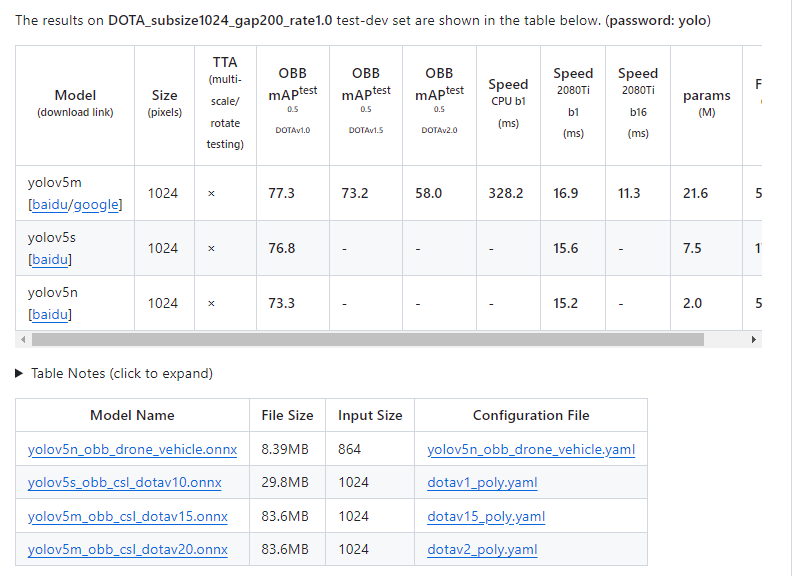 The results on DOTA_subsize1024_gap200_rate1.0 test-dev set are shown in the table below. (password: yolo)
Model (download link) Size (pixels) TTA (multi-scale/ rotate testing) OBB mAPtest 0.5 DOTAv1.0 OBB mAPtest 0.5 DOTAv1.5 OBB mAPtest 0.5 DOTAv2.0 Speed CPU b1 (ms) Speed 2080Ti b1 (ms) Speed 2080Ti b16 (ms) params (M) F
yolov5m [baidu/google] 1024 × 77.3 73.2 58.0 328.2 16.9 11.3 21.6 5
yolov5s [baidu] 1024 × 76.8 - - - 15.6 - 7.5 1
yolov5n [baidu] 1024 × 73.3 - - - 15.2 - 2.0 5
Table Notes (click to expand)
Model Name File Size Input Size Configuration File
yolov5n_obb_drone_vehicle.onnx 8.39MB 864 yolov5n_obb_drone_vehicle.yaml
yolov5s_obb_csl_dotav10.onnx 29.8MB 1024 dotav1_poly.yaml
yolov5m_obb_csl_dotav15.onnx 83.6MB 1024 dotav15_poly.yaml
yolov5m_obb_csl_dotav20.onnx 83.6MB 1024 dotav2_poly.yaml